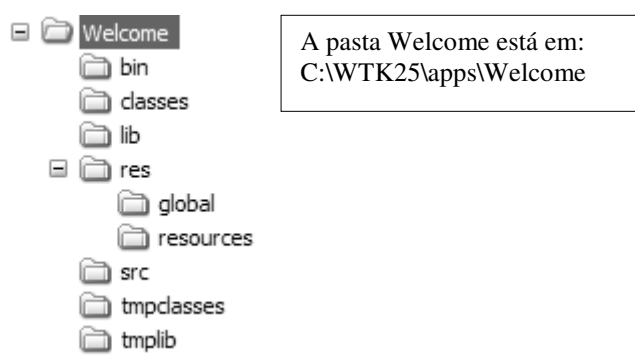 Welcome
bin
classes
lib
res
global
resources
src
tmpclasses
tmplib
A pasta Welcome está em:
C:\WTK25\apps\Welcome